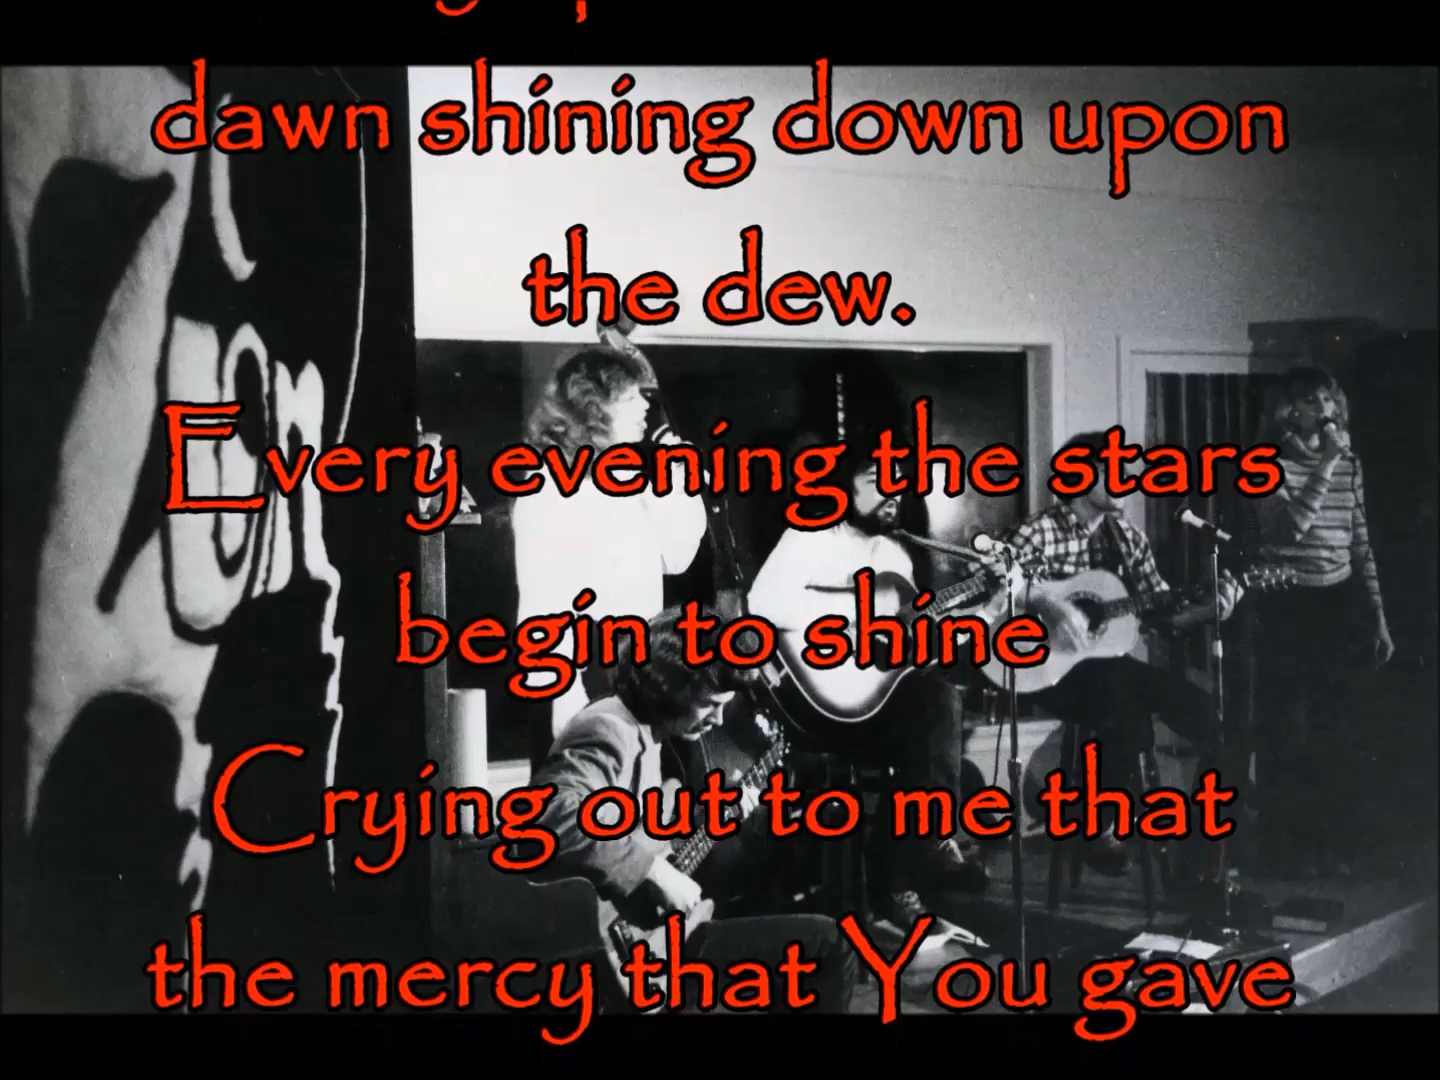 dawn shining down upon
the dew.
Every evening the stars
begin to shine
Crying out to me that
the mercy that You gave